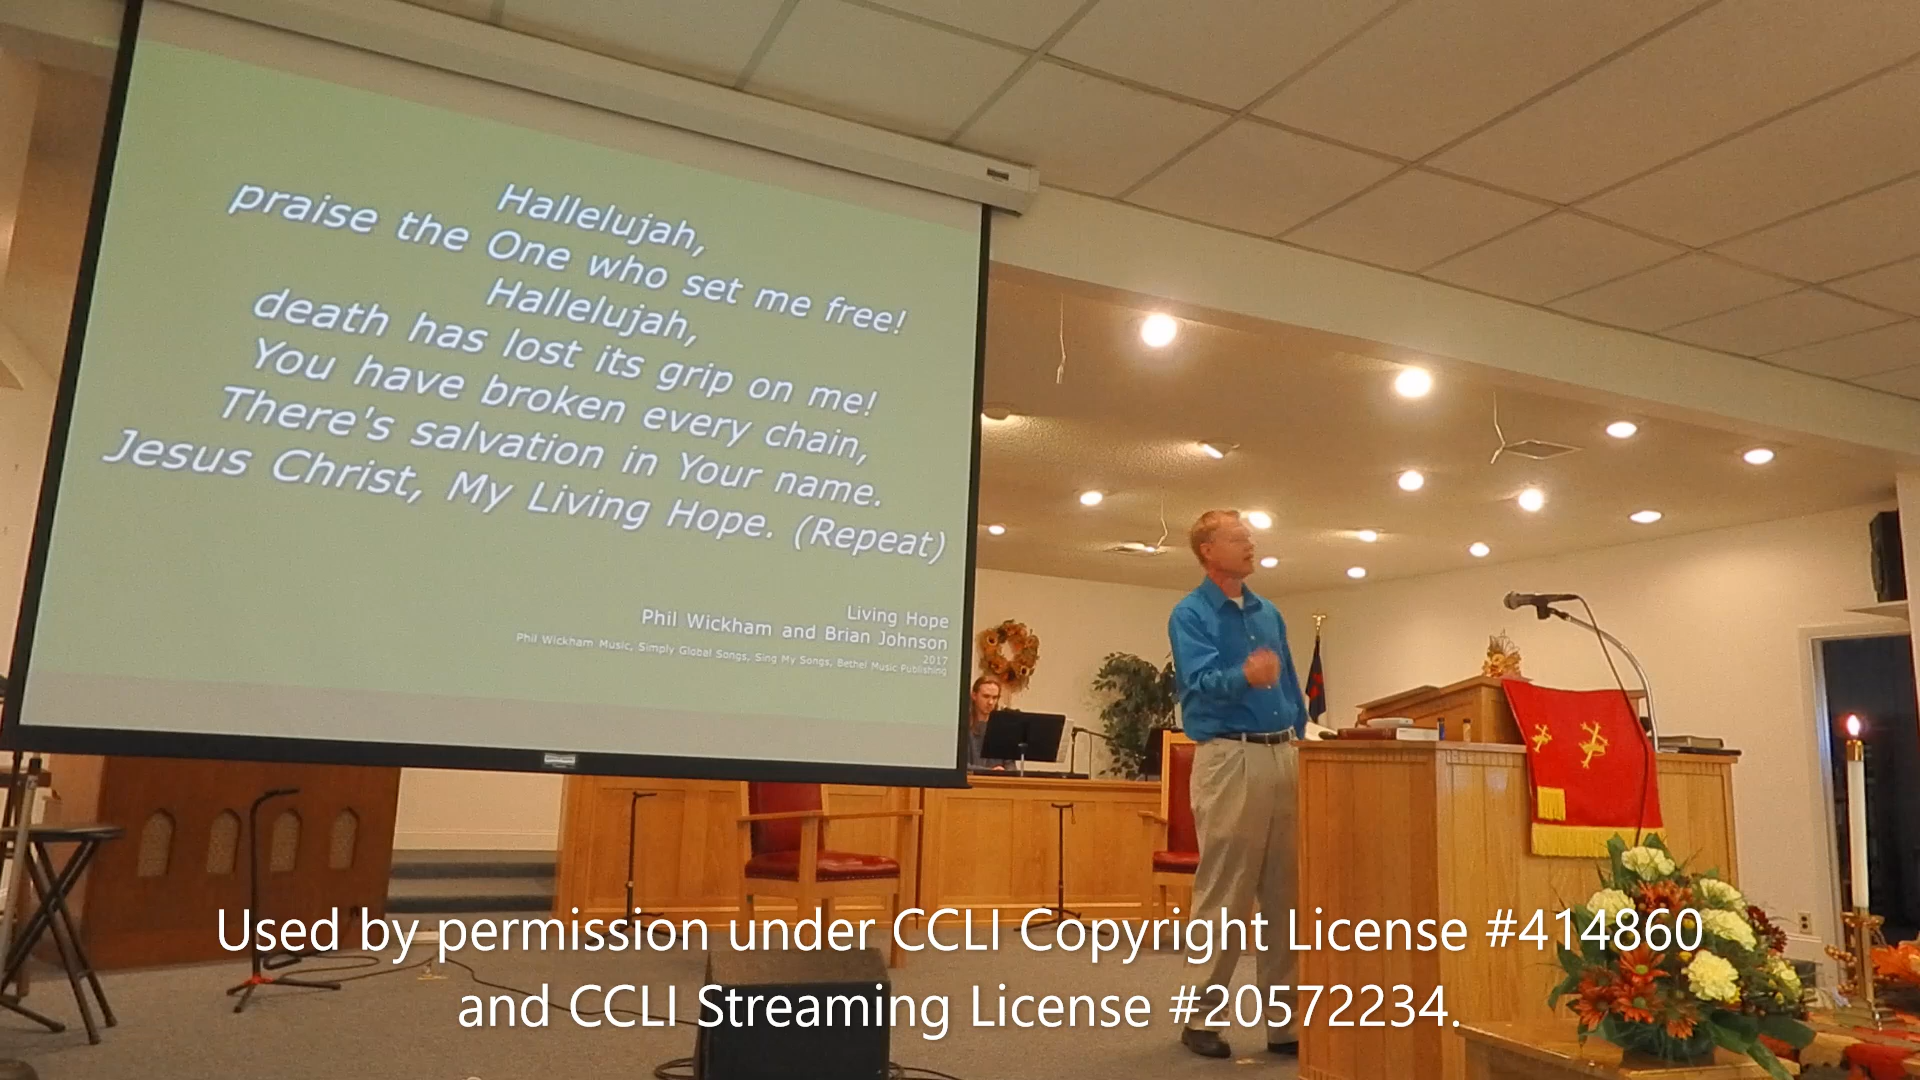 Hallelujah,
praise the One who set me free!
Hallelujah,
death has lost its grip on me!
You have broken every chain,
There's salvation in Your name.
Jesus Christ, My Living Hope. (Repeat)
Living Hope
Phil Wickham and Brian Johnson
2017
Phil Wickham Music, Simply Global Songs, Sing My Songs, Bethel Music Publishing
Used by permission under CCLI Copyright License #414860
and CCLI Streaming License #20572234.